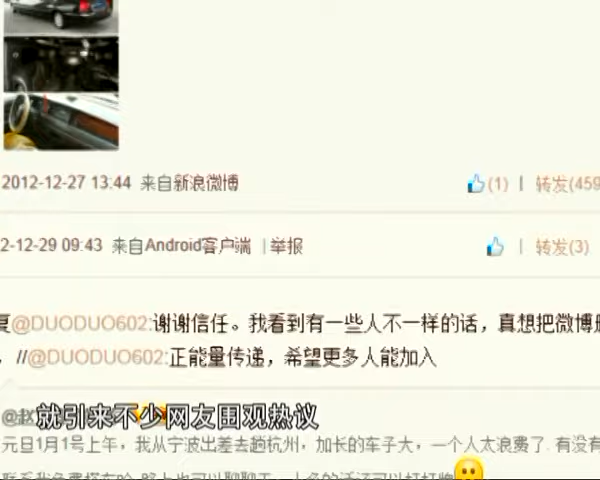 2012-12-27 13:44 来自新浪微博 (1) | 转发(459
2-12-29 09:43 来自Android客户端 | 举报 | 转发(3)
复@DUODUO602:谢谢信任。我看到有一些人不一样的话，真想把微博
，//@DUODUO602:正能量传递，希望更多人能加入
就引来不少网友围观热议
元旦1月1号上午，我从宁波出差去趟杭州，加长的车子大，一个人太浪费了. 有没有